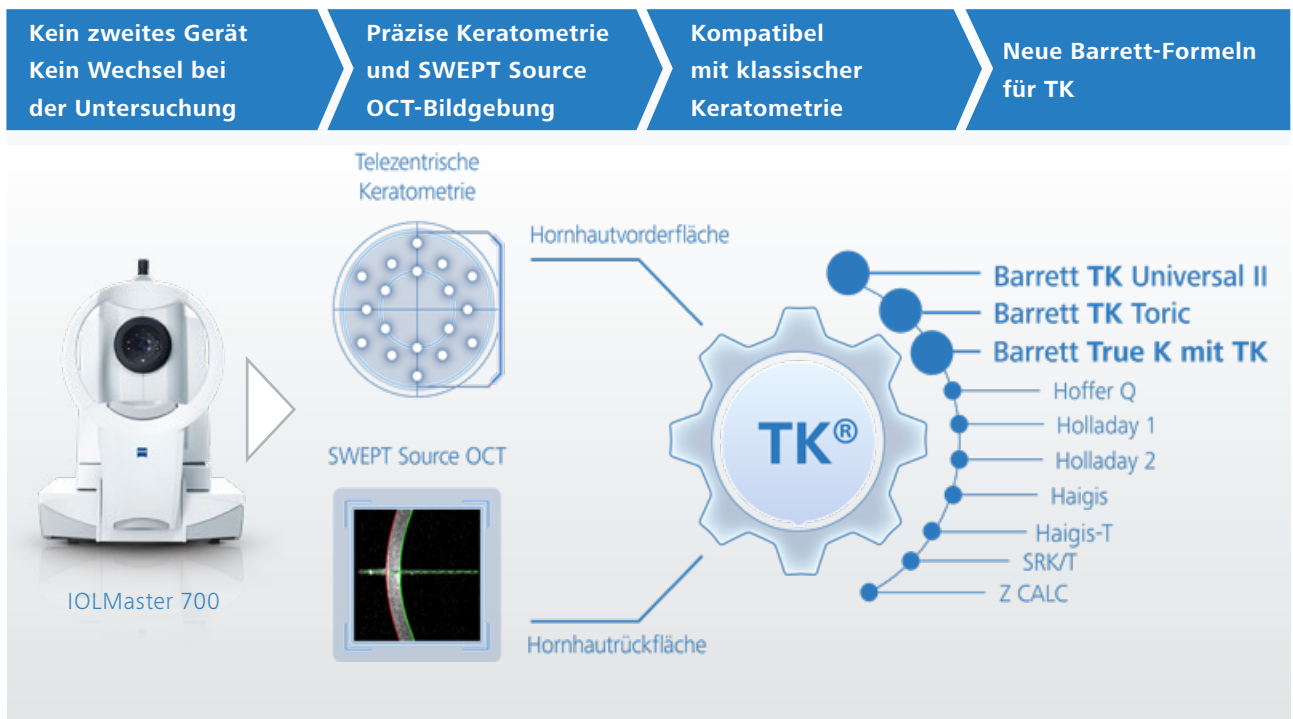 Kein zweites Gerät
Kein Wechsel bei
der Untersuchung
Präzise Keratometrie
und SWEPT Source
OCT-Bildgebung
Kompatibel
mit klassischer
Keratometrie
Neue Barrett-Formeln
für TK
Telezentrische
Keratometrie
Hornhautvorderfläche
SWEPT Source OCT
Hornhautrückfläche
IOLMaster 700
TK®
Barrett TK Universal II
Barrett TK Toric
Barrett True K mit TK
Hoffer Q
Holladay 1
Holladay 2
Haigis
Haigis-T
SRK/T
Z CALC